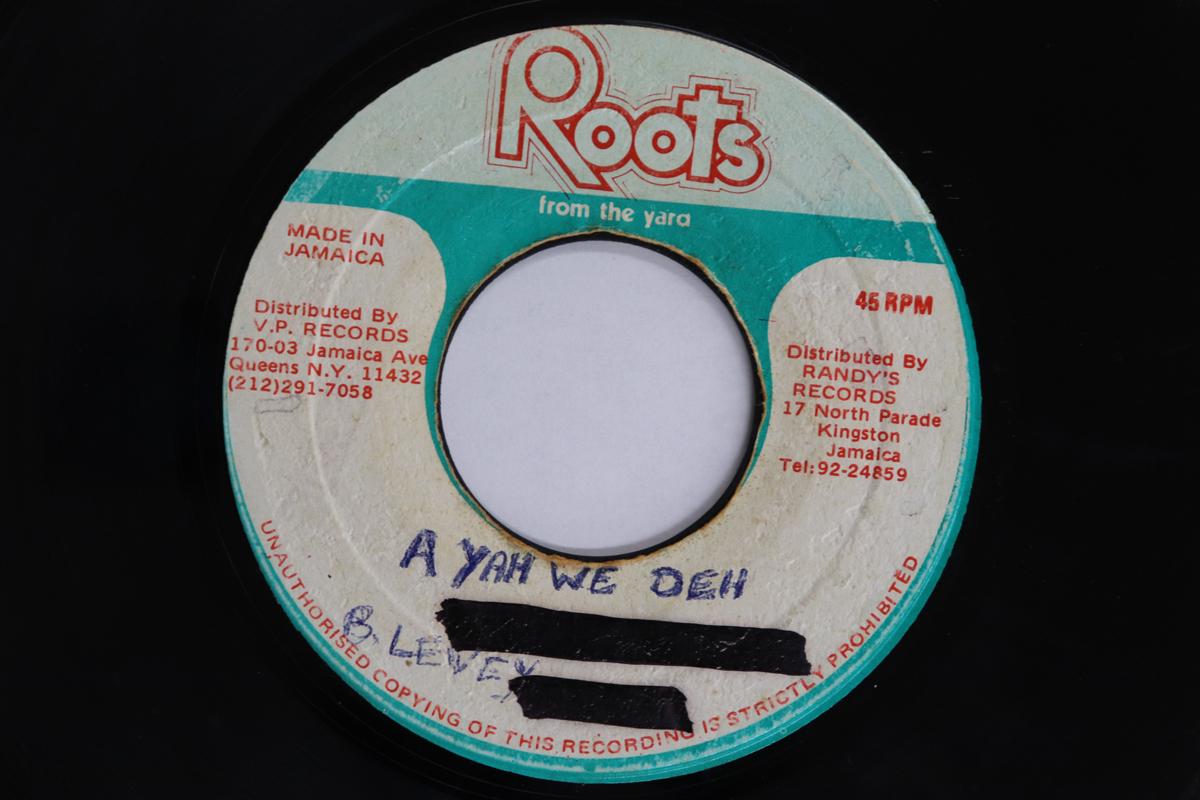 Roots
from the yard
MADE IN
JAMAICA
Distributed By
V.P. RECORDS
170-03 Jamaica Ave
Queens N.Y. 11432
(212)291-7058
45 RPM
Distributed By
RANDY'S
RECORDS
17 North Parade
Kingston
Jamaica
Tel:92-24859
A YAH WE DEH
B. LEVEY
UNAUTHORISED COPYING OF THIS RECORDING IS STRICTLY PROHIBITED